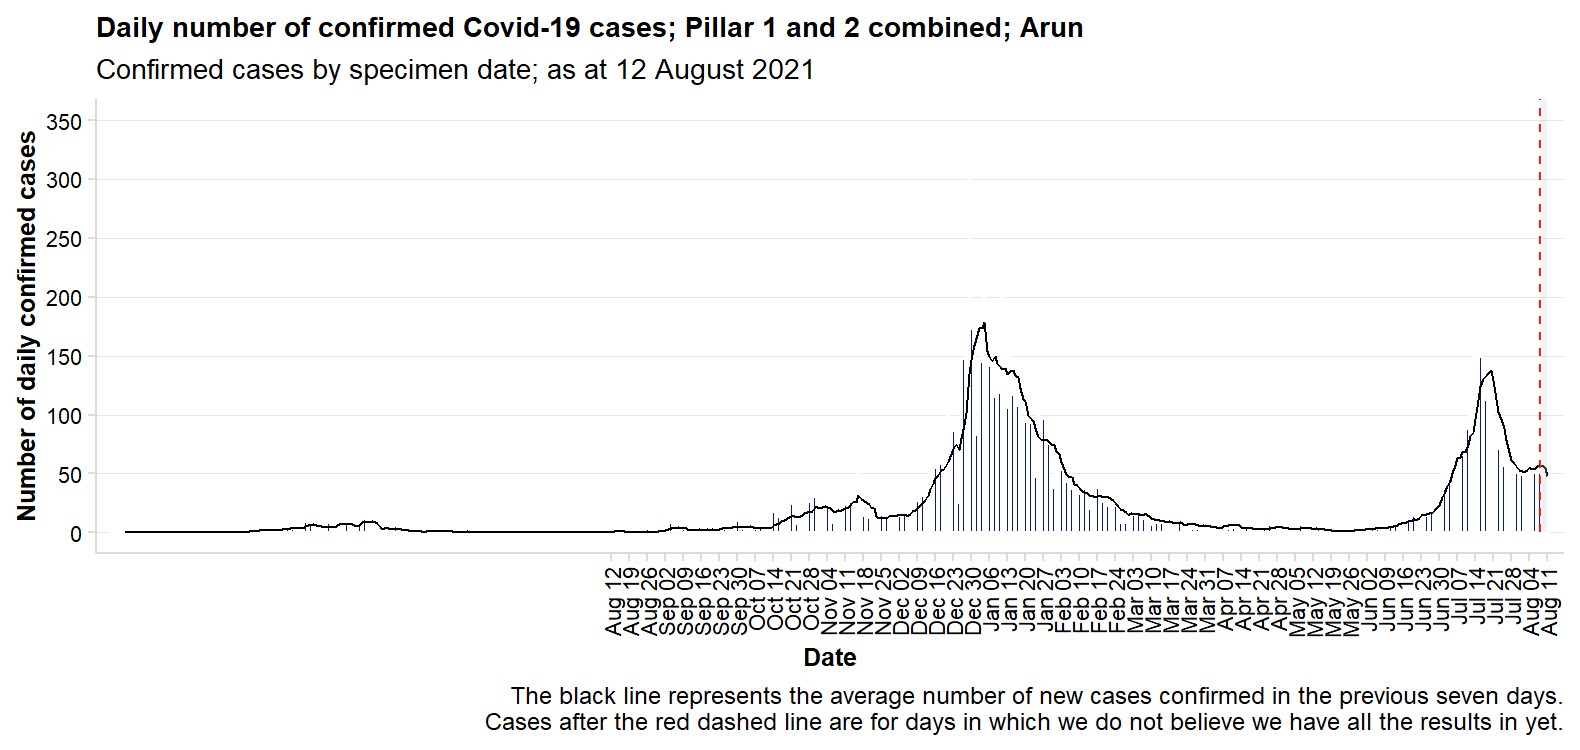 Daily number of confirmed Covid-19 cases; Pillar 1 and 2 combined; Arun
Confirmed cases by specimen date; as at 12 August 2021
Number of daily confirmed cases
350
300
250
200
150
100
50
0
Aug 12
Aug 19
Aug 26
Sep 02
Sep 09
Sep 16
Sep 23
Sep 30
Oct 07
Oct 14
Oct 21
Oct 28
Nov 04
Nov 11
Nov 18
Nov 25
Dec 02
Dec 09
Dec 16
Dec 23
Dec 30
Jan 06
Jan 13
Jan 20
Jan 27
Feb 03
Feb 10
Feb 17
Feb 24
Mar 03
Mar 10
Mar 17
Mar 24
Mar 31
Apr 07
Apr 14
Apr 21
Apr 28
May 05
May 12
May 19
May 26
Jun 02
Jun 09
Jun 16
Jun 23
Jun 30
Jul 07
Jul 14
Jul 21
Jul 28
Aug 04
Aug 11
Date
The black line represents the average number of new cases confirmed in the previous seven days.
Cases after the red dashed line are for days in which we do not believe we have all the results in yet.